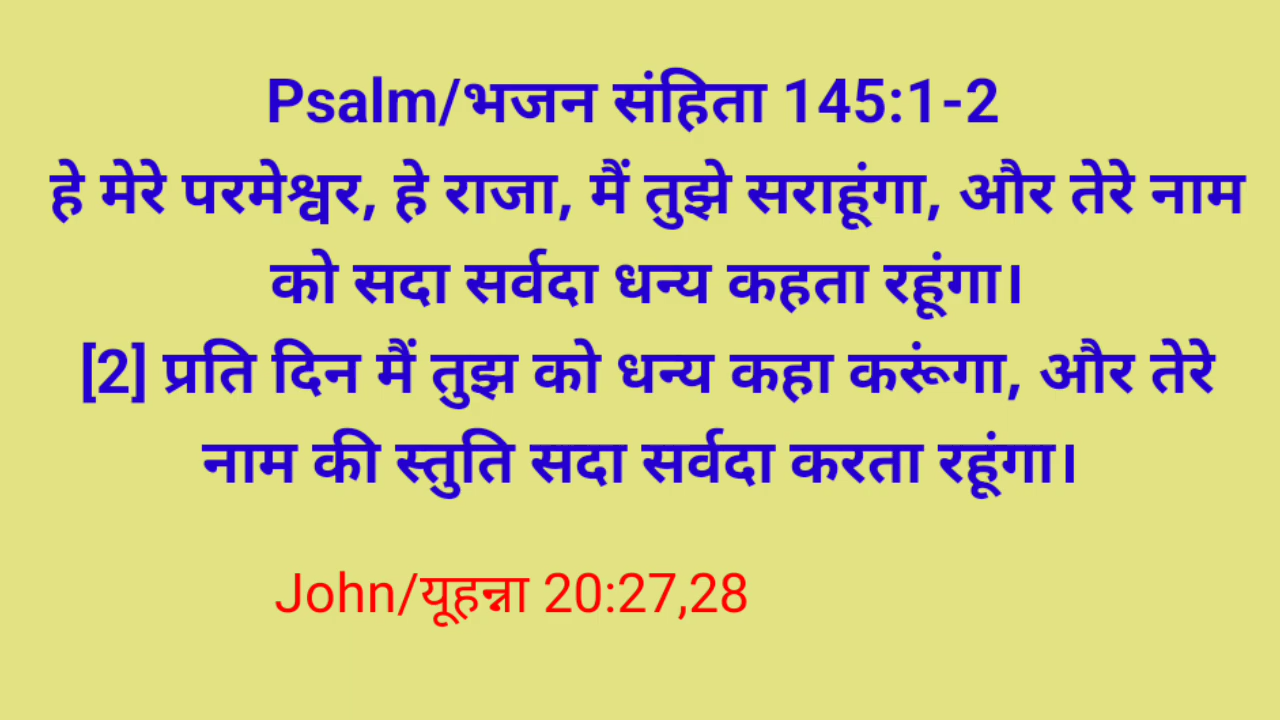 Psalm/भजन संहिता 145:1-2
हे मेरे परमेश्वर, हे राजा, मैं तुझे सराहूंगा, और तेरे नाम
को सदा सर्वदा धन्य कहता रहूंगा।
[2] प्रति दिन मैं तुझ को धन्य कहा करूंगा, और तेरे
नाम की स्तुति सदा सर्वदा करता रहूंगा।
John/यूहन्ना 20:27,28